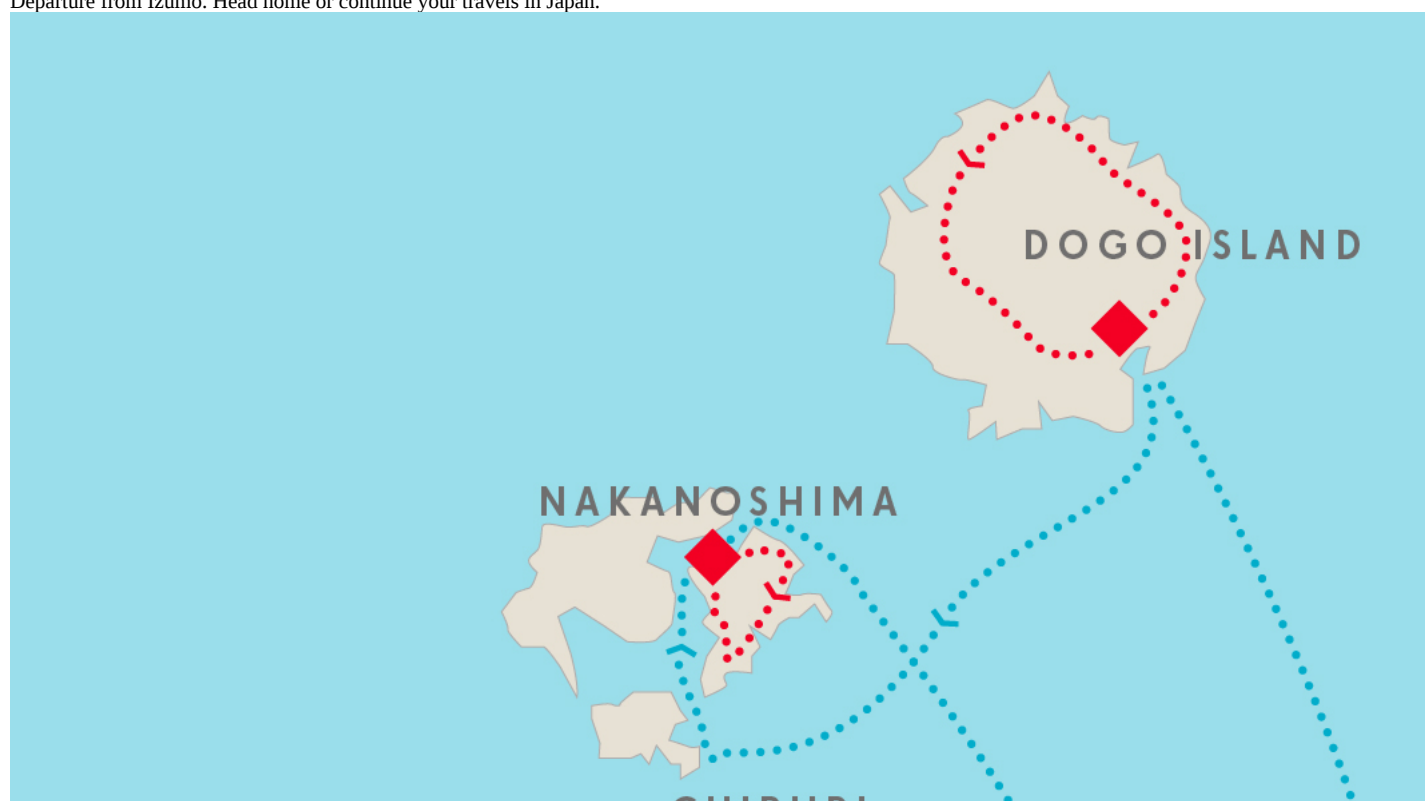 Departure from Izumo. Head home or continue your travels in Japan.
DOGO ISLAND
NAKANOSHIMA